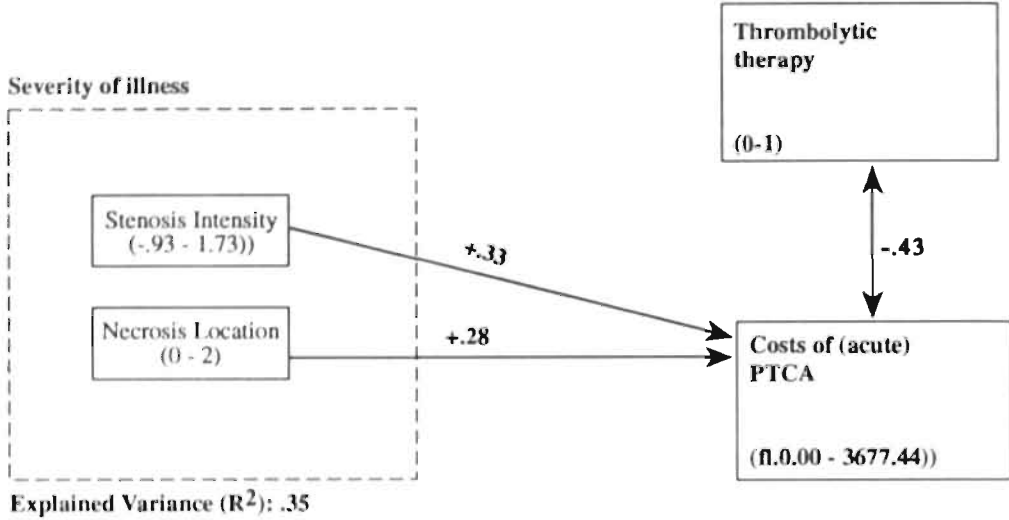 Thrombolytic
therapy
(0-1)
Severity of illness
Stenosis Intensity
(-.93 - 1.73))
+.33
-.43
Necrosis Location
(0 - 2)
+.28
Costs of (acute)
PTCA
(fl.0.00 - 3677.44))
Explained Variance (R²): .35